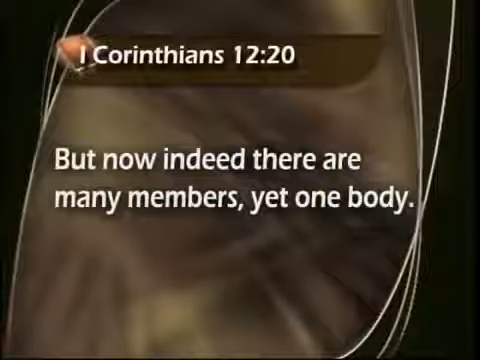 I Corinthians 12:20
But now indeed there are
many members, yet one body.